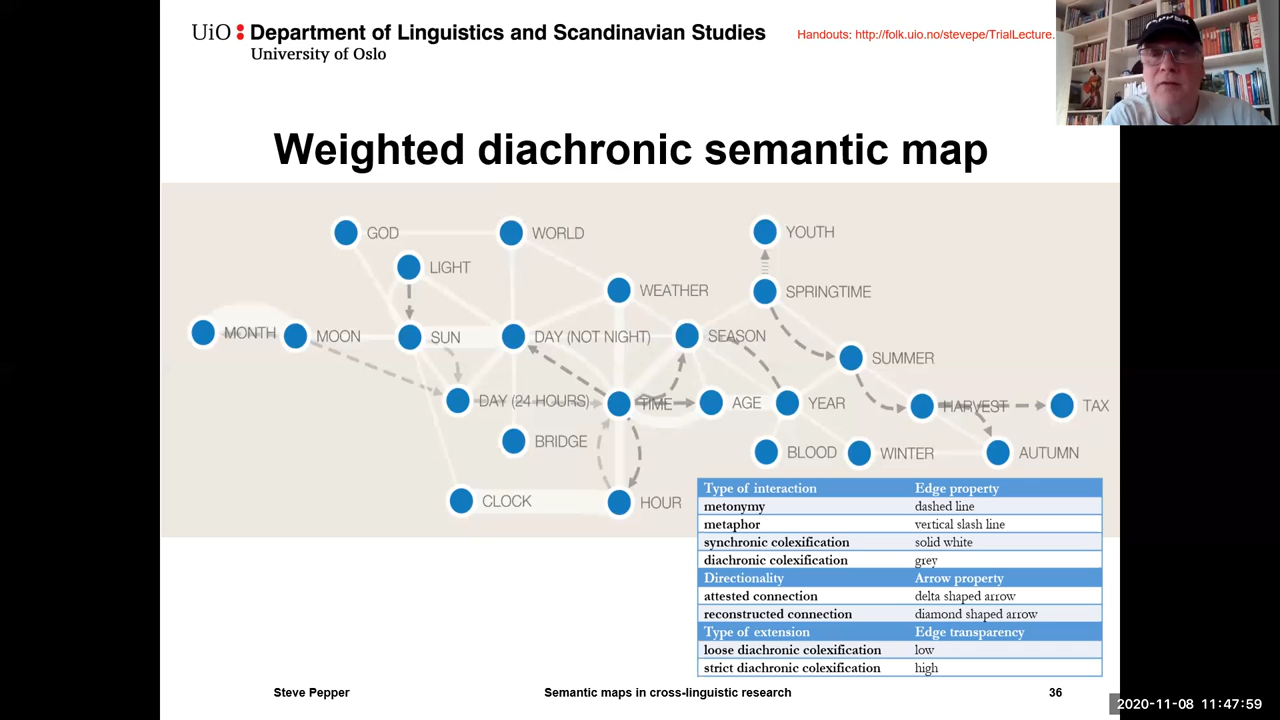 UiO : Department of Linguistics and Scandinavian Studies
University of Oslo
Handouts: http://folk.uio.no/stevepe/TrialLecture.
Weighted diachronic semantic map
GOD
WORLD
YOUTH
LIGHT
WEATHER
SPRINGTIME
MONTH
MOON
SUN
DAY (NOT NIGHT)
SEASON
SUMMER
DAY (24 HOURS)
TIME
AGE
YEAR
HARVEST
TAX
BRIDGE
BLOOD
WINTER
AUTUMN
CLOCK
HOUR
Type of interaction Edge property
metonymy dashed line
metaphor vertical slash line
synchronic colexification solid white
diachronic colexification grey
Directionality Arrow property
attested connection delta shaped arrow
reconstructed connection diamond shaped arrow
Type of extension Edge transparency
loose diachronic colexification low
strict diachronic colexification high
Steve Pepper Semantic maps in cross-linguistic research 36
2020-11-08 11:47:59